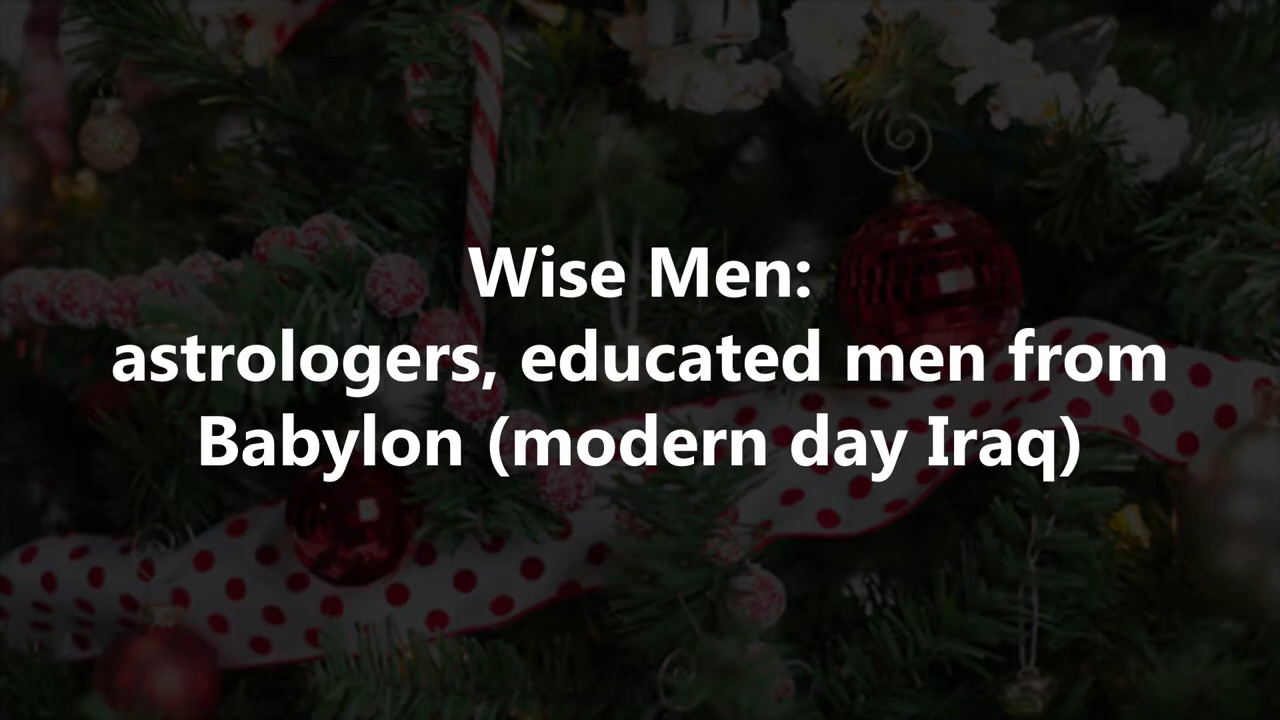 Wise Men:
astrologers, educated men from
Babylon (modern day Iraq)